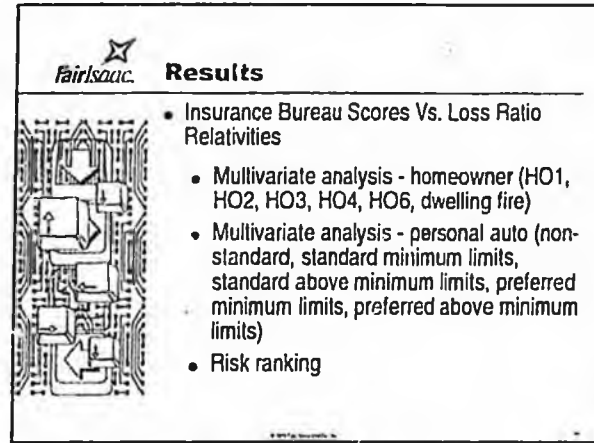 FairIsaac.
Results
• Insurance Bureau Scores Vs. Loss Ratio
Relativities
• Multivariate analysis - homeowner (HO1,
HO2, HO3, HO4, HO6, dwelling fire)
• Multivariate analysis - personal auto (non-
standard, standard minimum limits,
standard above minimum limits, preferred
minimum limits, preferred above minimum
limits)
• Risk ranking